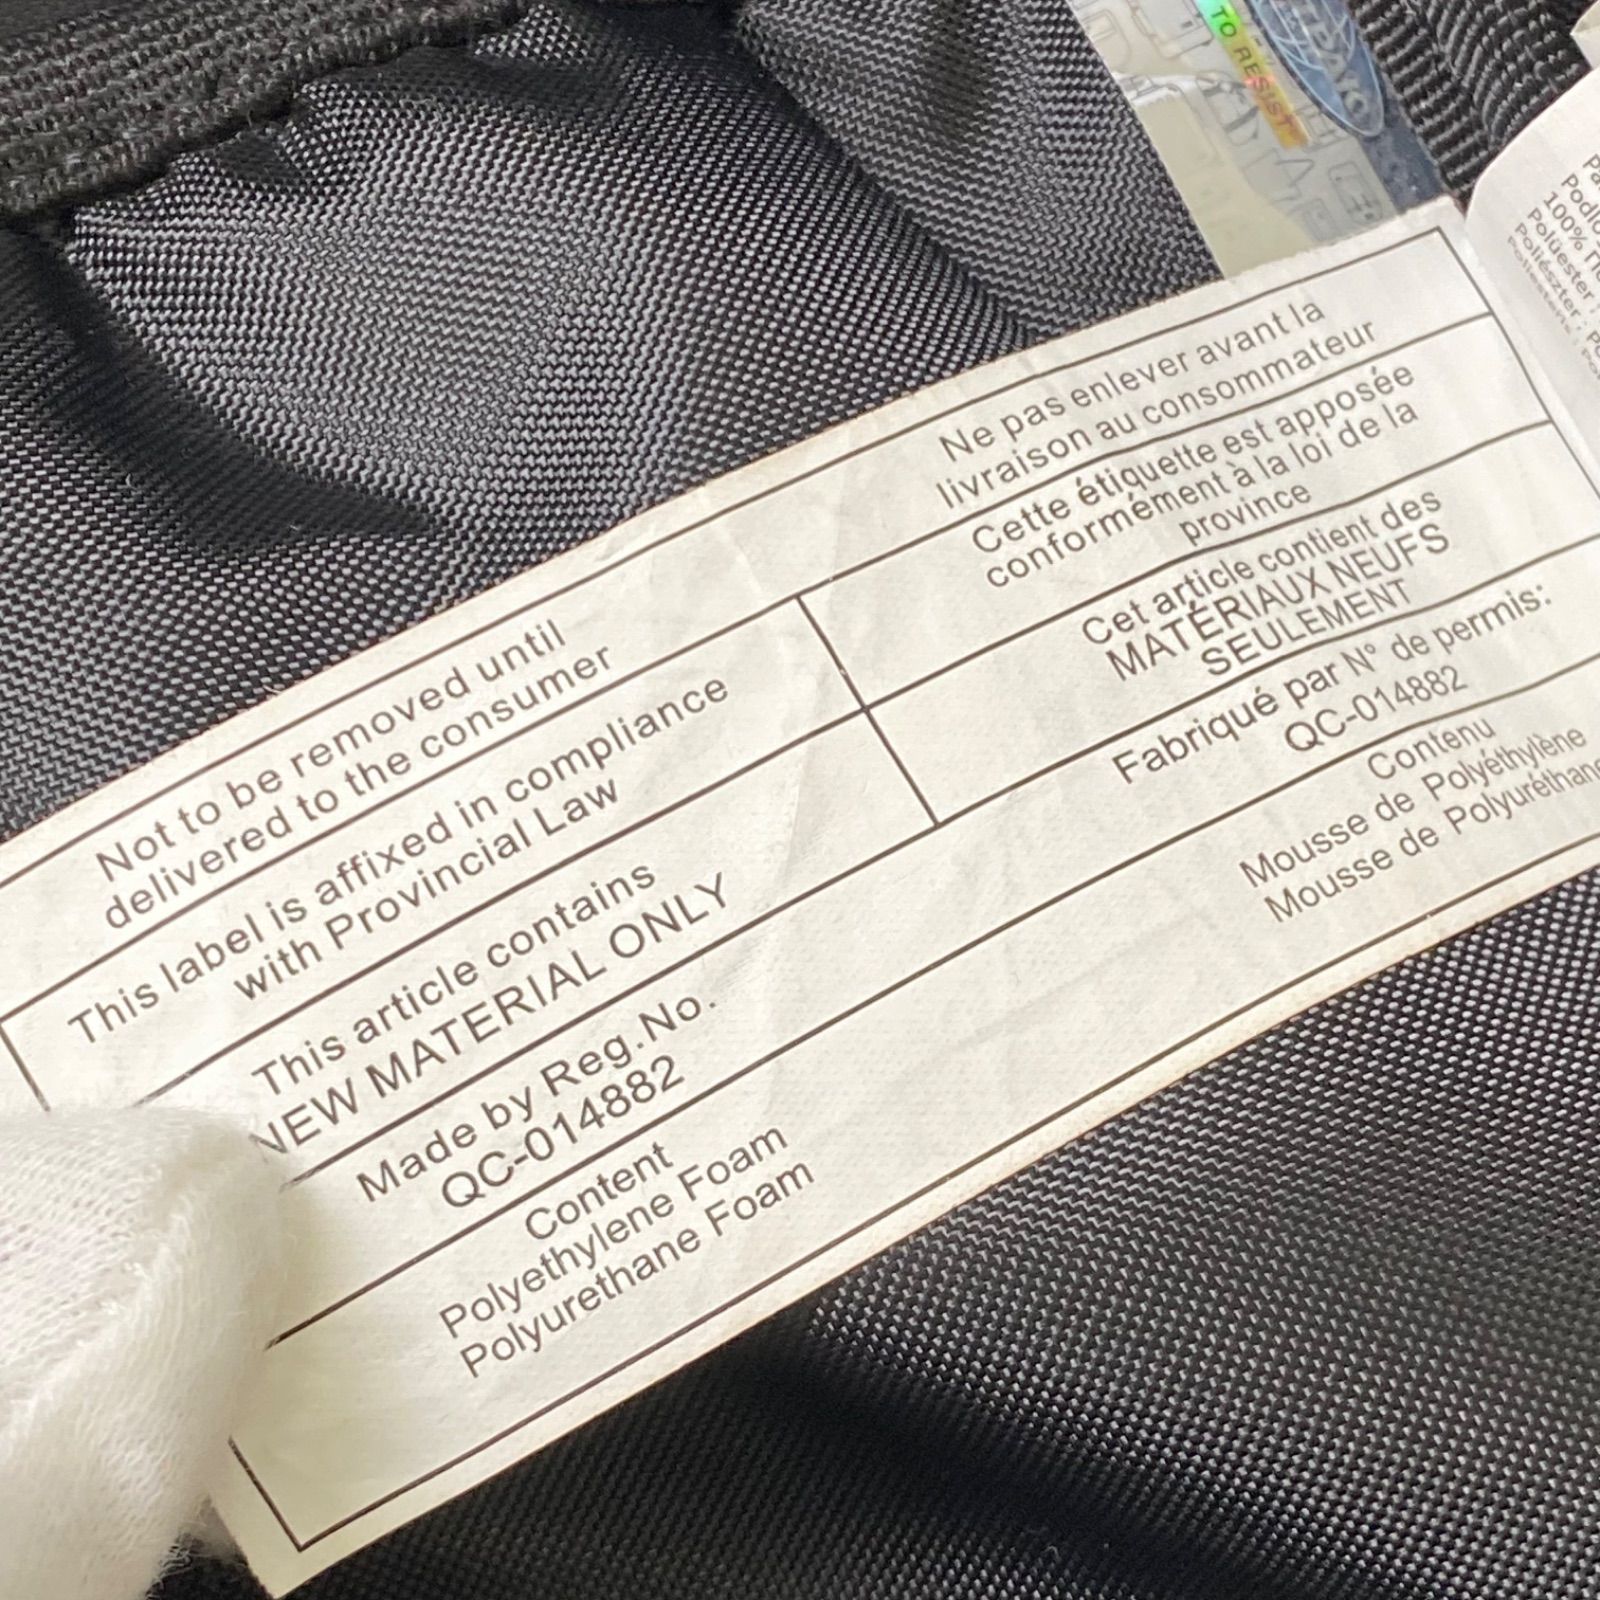 TO RESIST
Not to be removed until
delivered to the consumer
This label is affixed in compliance
with Provincial Law
This article contains
NEW MATERIAL ONLY
Made by Reg.No.
QC-014882
Content
Polyethylene Foam
Polyurethane Foam
Ne pas enlever avant la
livraison au consommateur
Cette étiquette est apposée
conformément à la loi de la
province
Cet article contient des
MATÉRIAUX NEUFS
SEULEMENT
Fabriqué par N° de permis:
QC-014882
Contenu
Mousse de Polyéthylène
Mousse de Polyuréthane
100%
Poliüester
Poliészter :